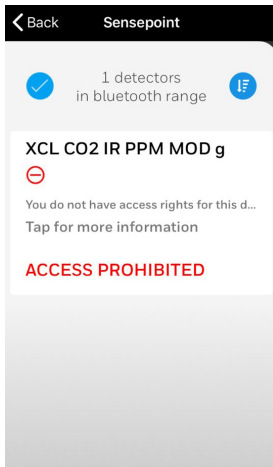 Back Sensepoint
1 detectors
in bluetooth range
XCL CO2 IR PPM MOD g
You do not have access rights for this d...
Tap for more information
ACCESS PROHIBITED